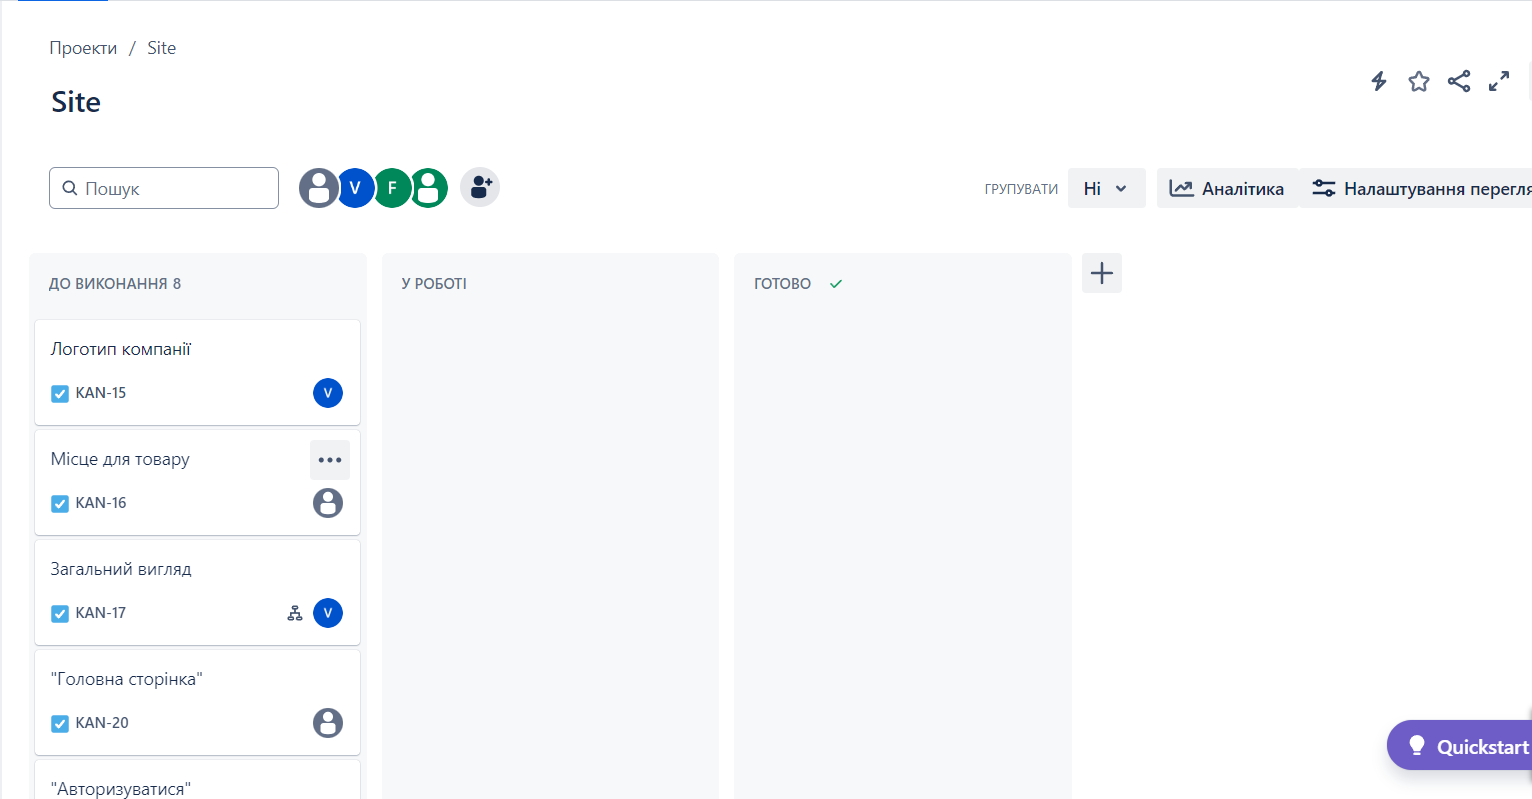 Проекти / Site
Site
Пошук
V
F
ГРУПУВАТИ
Ні
Аналітика
Налаштування перегля
ДО ВИКОНАННЯ 8
У РОБОТІ
ГОТОВО
Логотип компанії
KAN-15
V
Місце для товару
KAN-16
Загальний вигляд
KAN-17
V
"Головна сторінка"
KAN-20
"Авторизуватися"
Quickstart